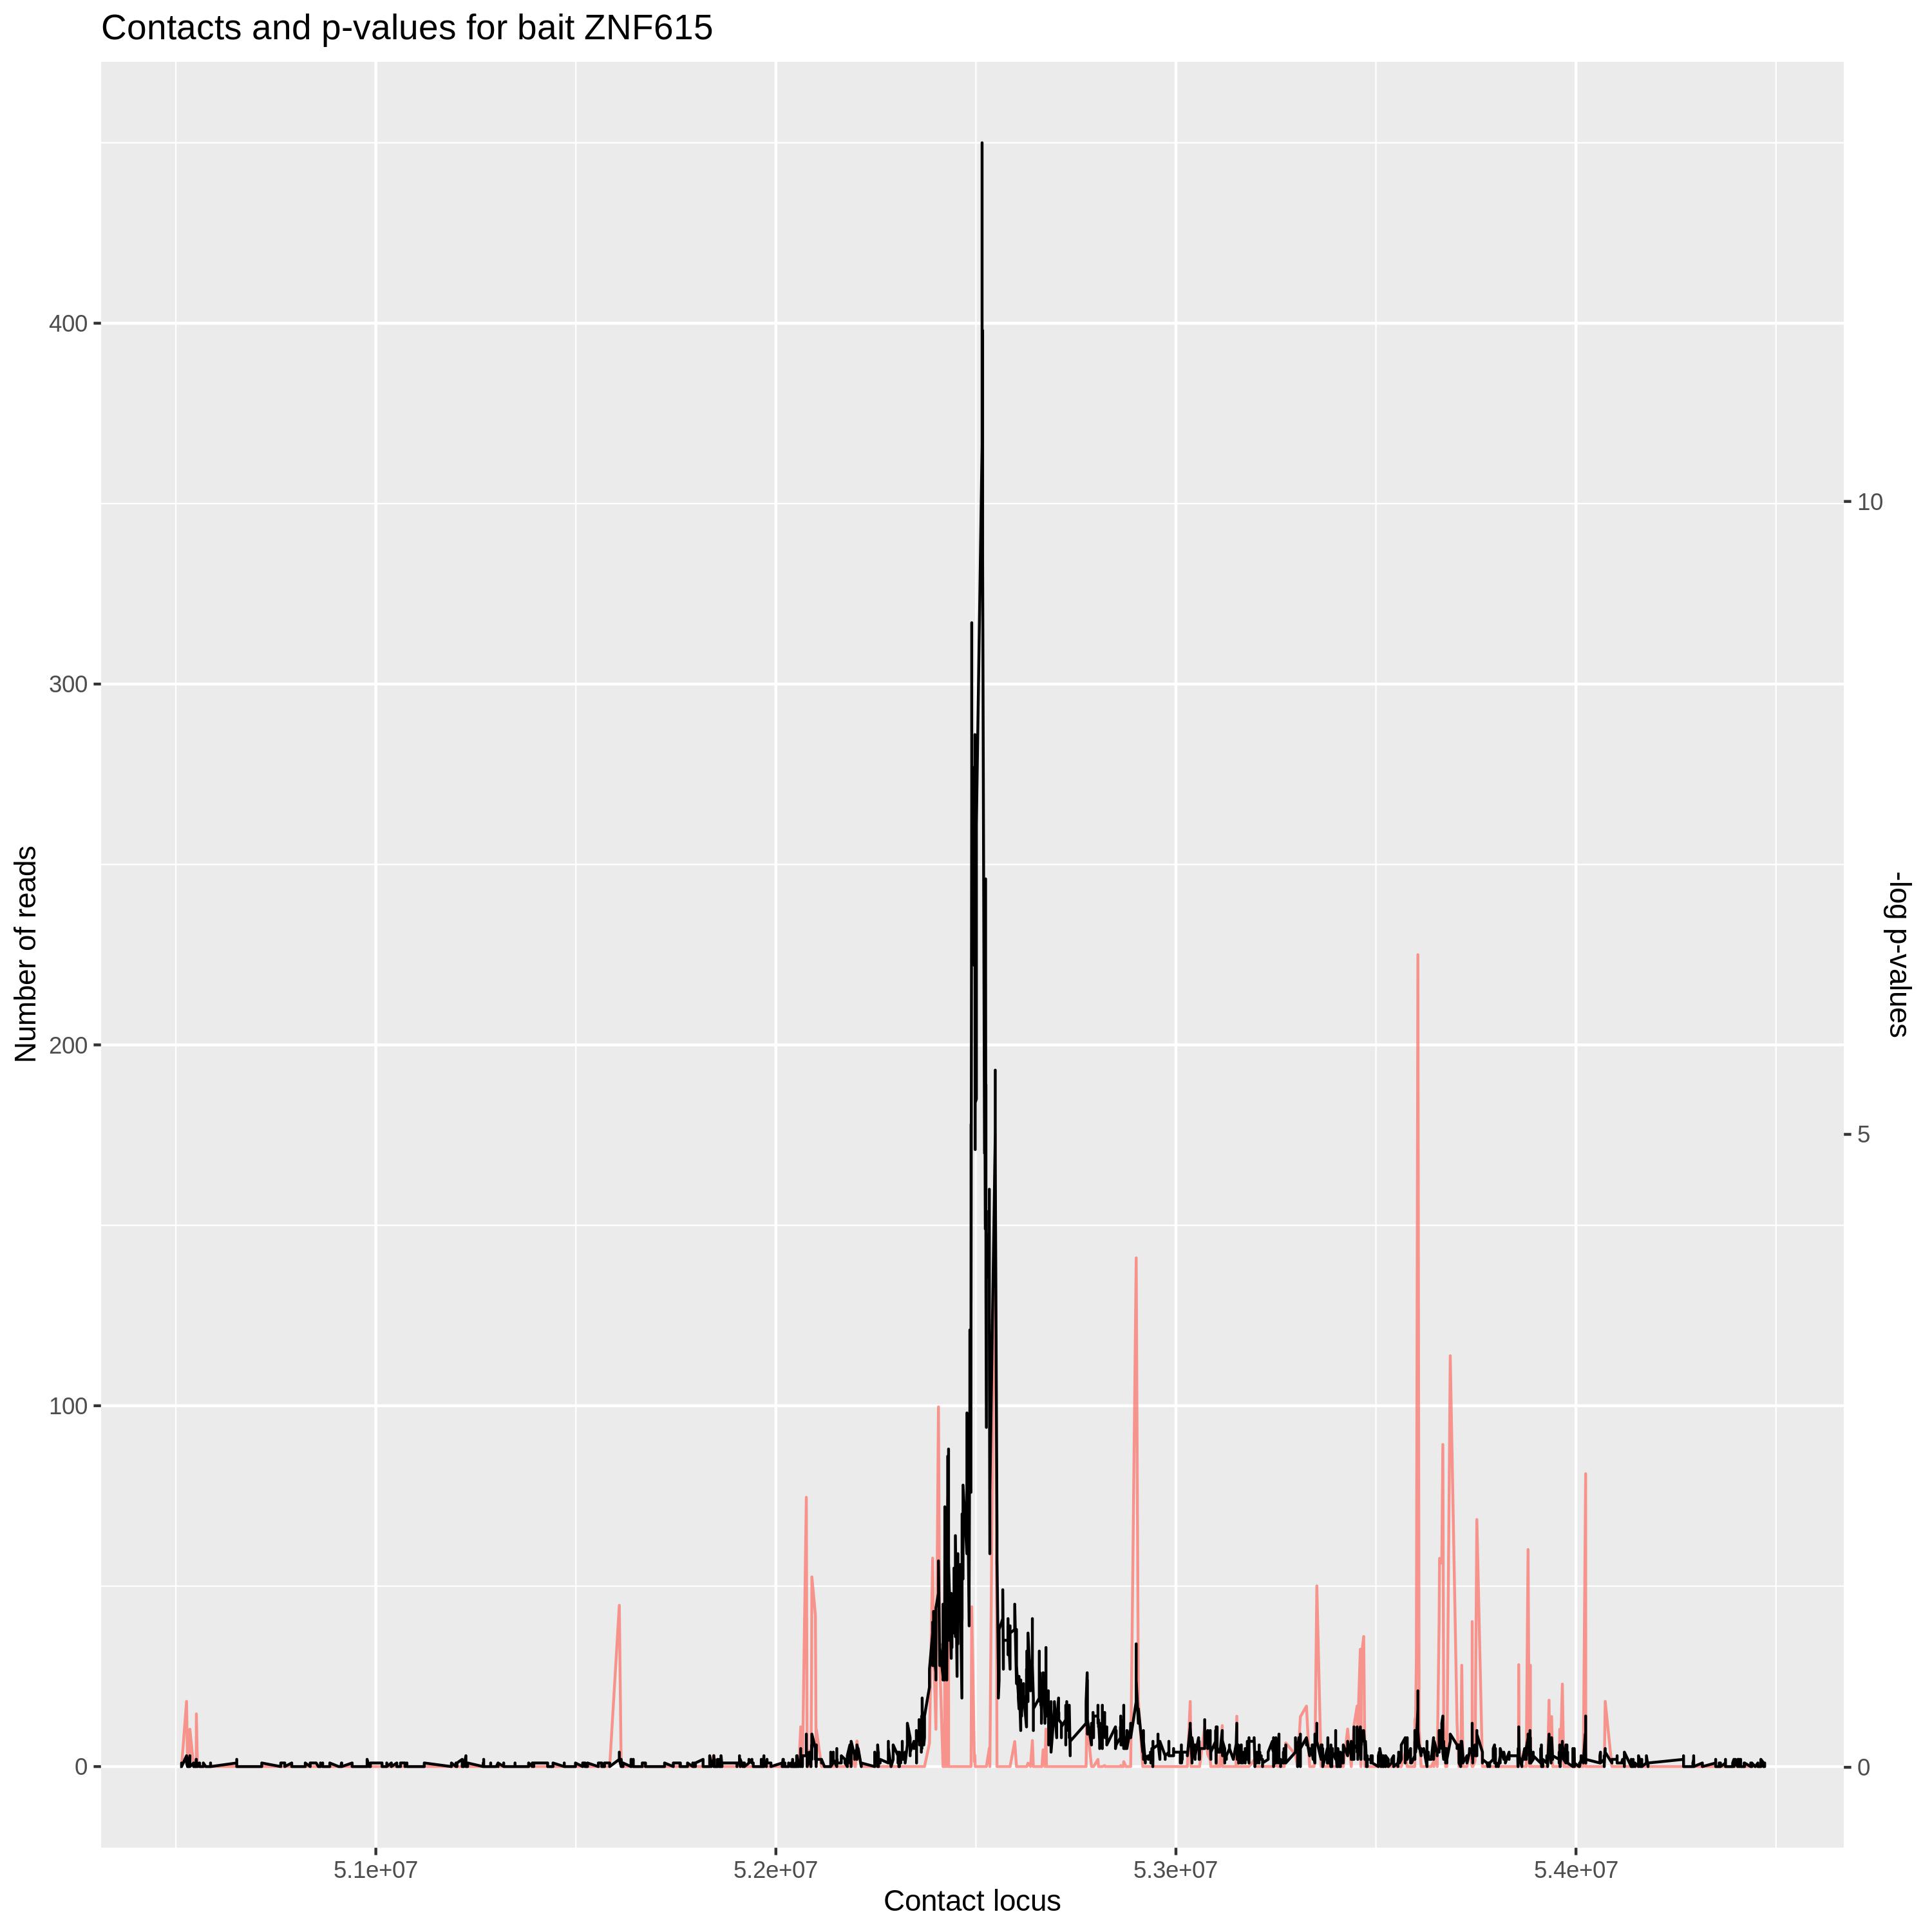 Contacts and p-values for bait ZNF615
Number of reads
400
300
200
100
0
10
5
0
-log p-values
5.1e+07
5.2e+07
5.3e+07
5.4e+07
Contact locus